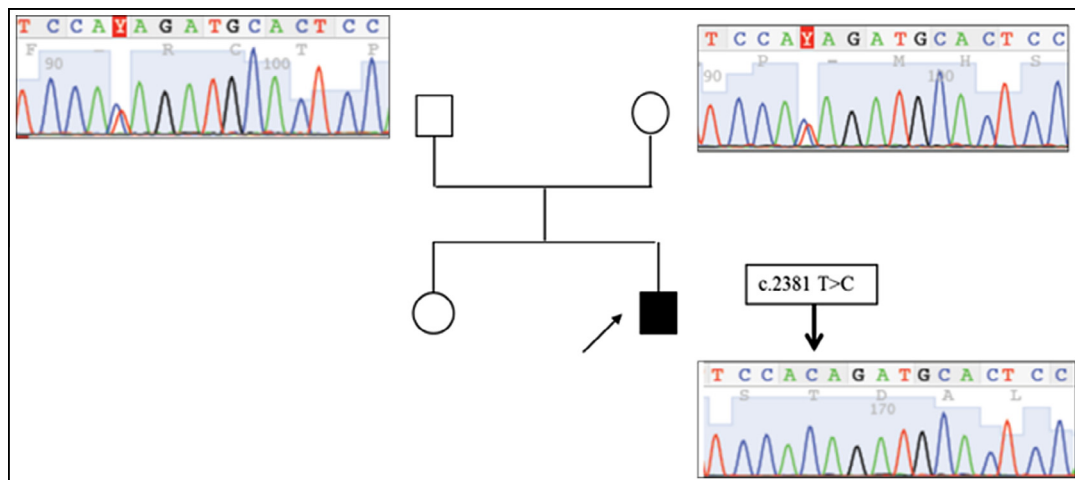 T C C A Y A G A T G C A C T C C
F – R C T P
90 100
T C C A Y A G A T G C A C T C C
P – M H S
90 100
c.2381 T>C
T C C A C A G A T G C A C T C C
S T D A L
170